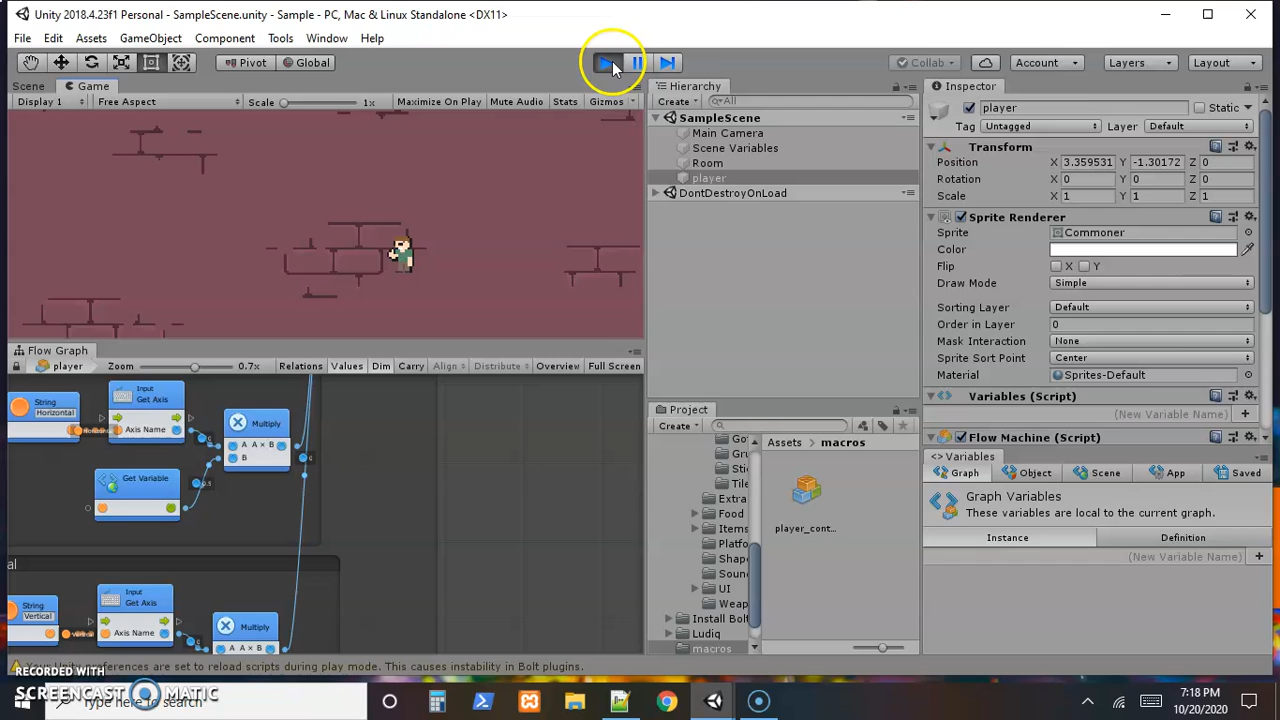 Unity 2018.4.23f1 Personal - SampleScene.unity - Sample - PC, Mac & Linux Standalone <DX11>
File Edit Assets GameObject Component Tools Window Help
Pivot Global Collab Account Layers Layout
Scene Game
Display 1 Free Aspect Scale 1x Maximize On Play Mute Audio Stats Gizmos
Hierarchy
Create All
SampleScene
Main Camera
Scene Variables
Room
player
DontDestroyOnLoad
Inspector
player Static
Tag Untagged Layer Default
Transform
Position X 3.359531 Y -1.30172 Z 0
Rotation X 0 Y 0 Z 0
Scale X 1 Y 1 Z 1
Sprite Renderer
Sprite Commoner
Color
Flip X Y
Draw Mode Simple
Sorting Layer Default
Order in Layer 0
Mask Interaction None
Sprite Sort Point Center
Material Sprites-Default
Variables (Script)
(New Variable Name)
Flow Machine (Script)
Flow Graph
player Zoom 0.7x Relations Values Dim Carry Align Distribute Overview Full Screen
String
Horizontal
Input
Get Axis
Axis Name
Multiply
A A × B
B
Get Variable
al
String
Vertical
Input
Get Axis
Axis Name
Multiply
A A × B
Project
Create
Assets macros
Go
Gru
Sti
Tile
Extra
Food
Items
Platfo
Shap
Soun
UI
Weap
Install Bolt
Ludiq
macros
player_cont...
Variables
Graph Object Scene App Saved
Graph Variables
These variables are local to the current graph.
Instance Definition
(New Variable Name)
Your Unity preferences are set to reload scripts during play mode. This causes instability in Bolt plugins.
RECORDED WITH
SCREENCAST MATIC
Type here to search
7:18 PM
10/20/2020